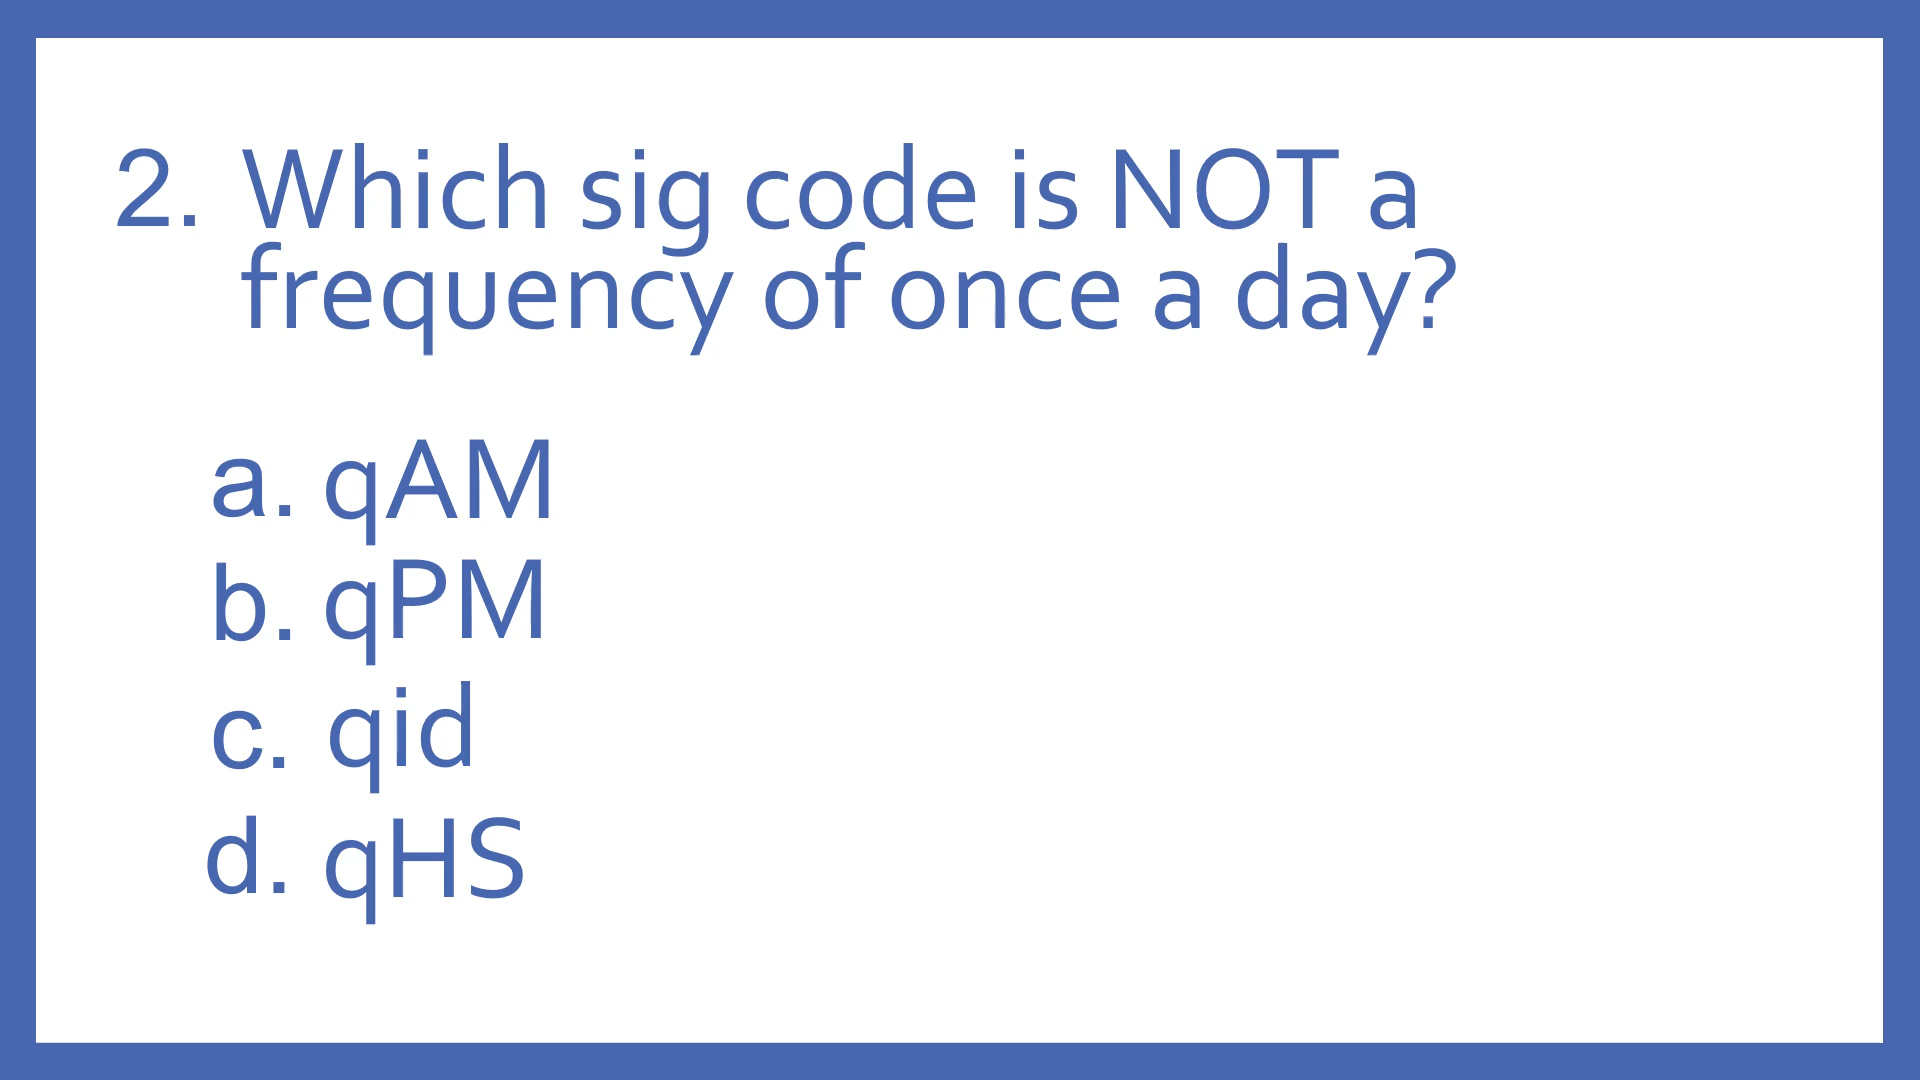 2. Which sig code is NOT a
frequency of once a day?
a. qAM
b. qPM
c. qid
d. qHS